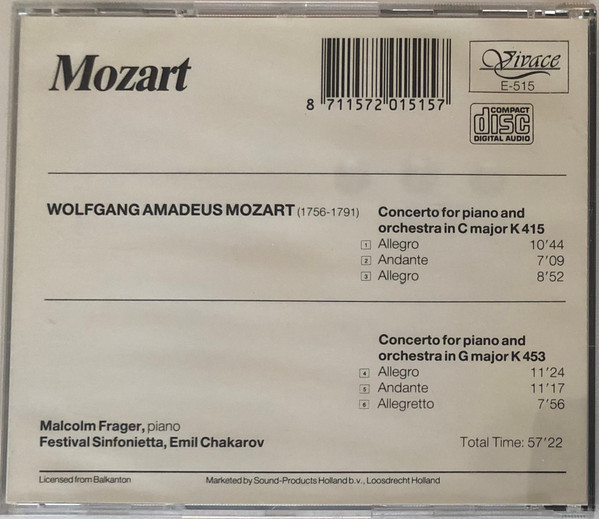 Mozart
Vivace
E-515
8 711572 015157
COMPACT
disc
DIGITAL AUDIO
WOLFGANG AMADEUS MOZART (1756-1791)
Concerto for piano and
orchestra in C major K 415
1 Allegro 10'44
2 Andante 7'09
3 Allegro 8'52
Concerto for piano and
orchestra in G major K 453
4 Allegro 11'24
5 Andante 11'17
6 Allegretto 7'56
Malcolm Frager, piano
Festival Sinfonietta, Emil Chakarov
Total Time: 57'22
Licensed from Balkanton
Marketed by Sound-Products Holland b.v., Loosdrecht Holland